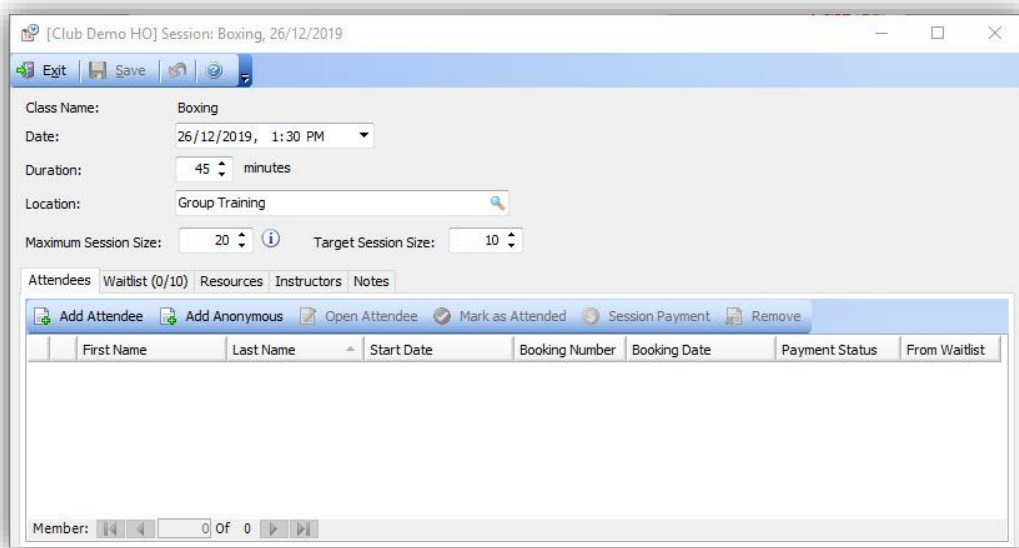 [Club Demo HO] Session: Boxing, 26/12/2019
Exit Save
Class Name: Boxing
Date: 26/12/2019, 1:30 PM
Duration: 45 minutes
Location: Group Training
Maximum Session Size: 20 Target Session Size: 10
Attendees Waitlist (0/10) Resources Instructors Notes
Add Attendee Add Anonymous Open Attendee Mark as Attended Session Payment Remove
First Name Last Name Start Date Booking Number Booking Date Payment Status From Waitlist
Member: 0 Of 0